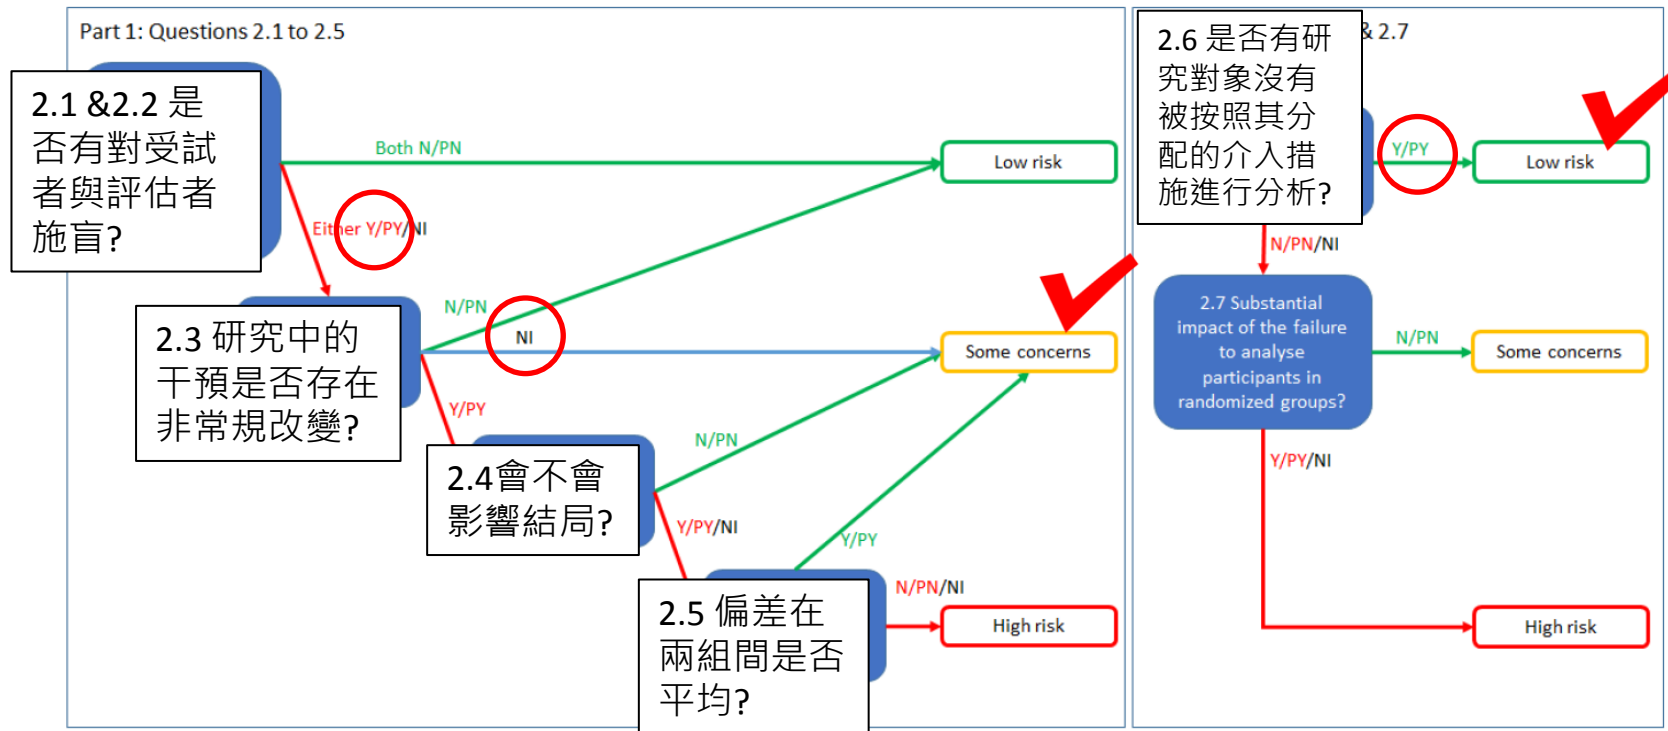 Part 1: Questions 2.1 to 2.5
2.1 &2.2 是
否有對受試
者與評估者
施盲?
Both N/PN
Low risk
Either Y/PY/NI
2.3 研究中的
干預是否存在
非常規改變?
N/PN
NI
Some concerns
Y/PY
2.4會不會
影響結局?
N/PN
Y/PY/NI
Y/PY
2.5 偏差在
兩組間是否
平均?
N/PN/NI
High risk
& 2.7
2.6 是否有研
究對象沒有
被按照其分
配的介入措
施進行分析?
Y/PY
Low risk
N/PN/NI
2.7 Substantial
impact of the failure
to analyse
participants in
randomized groups?
N/PN
Some concerns
Y/PY/NI
High risk